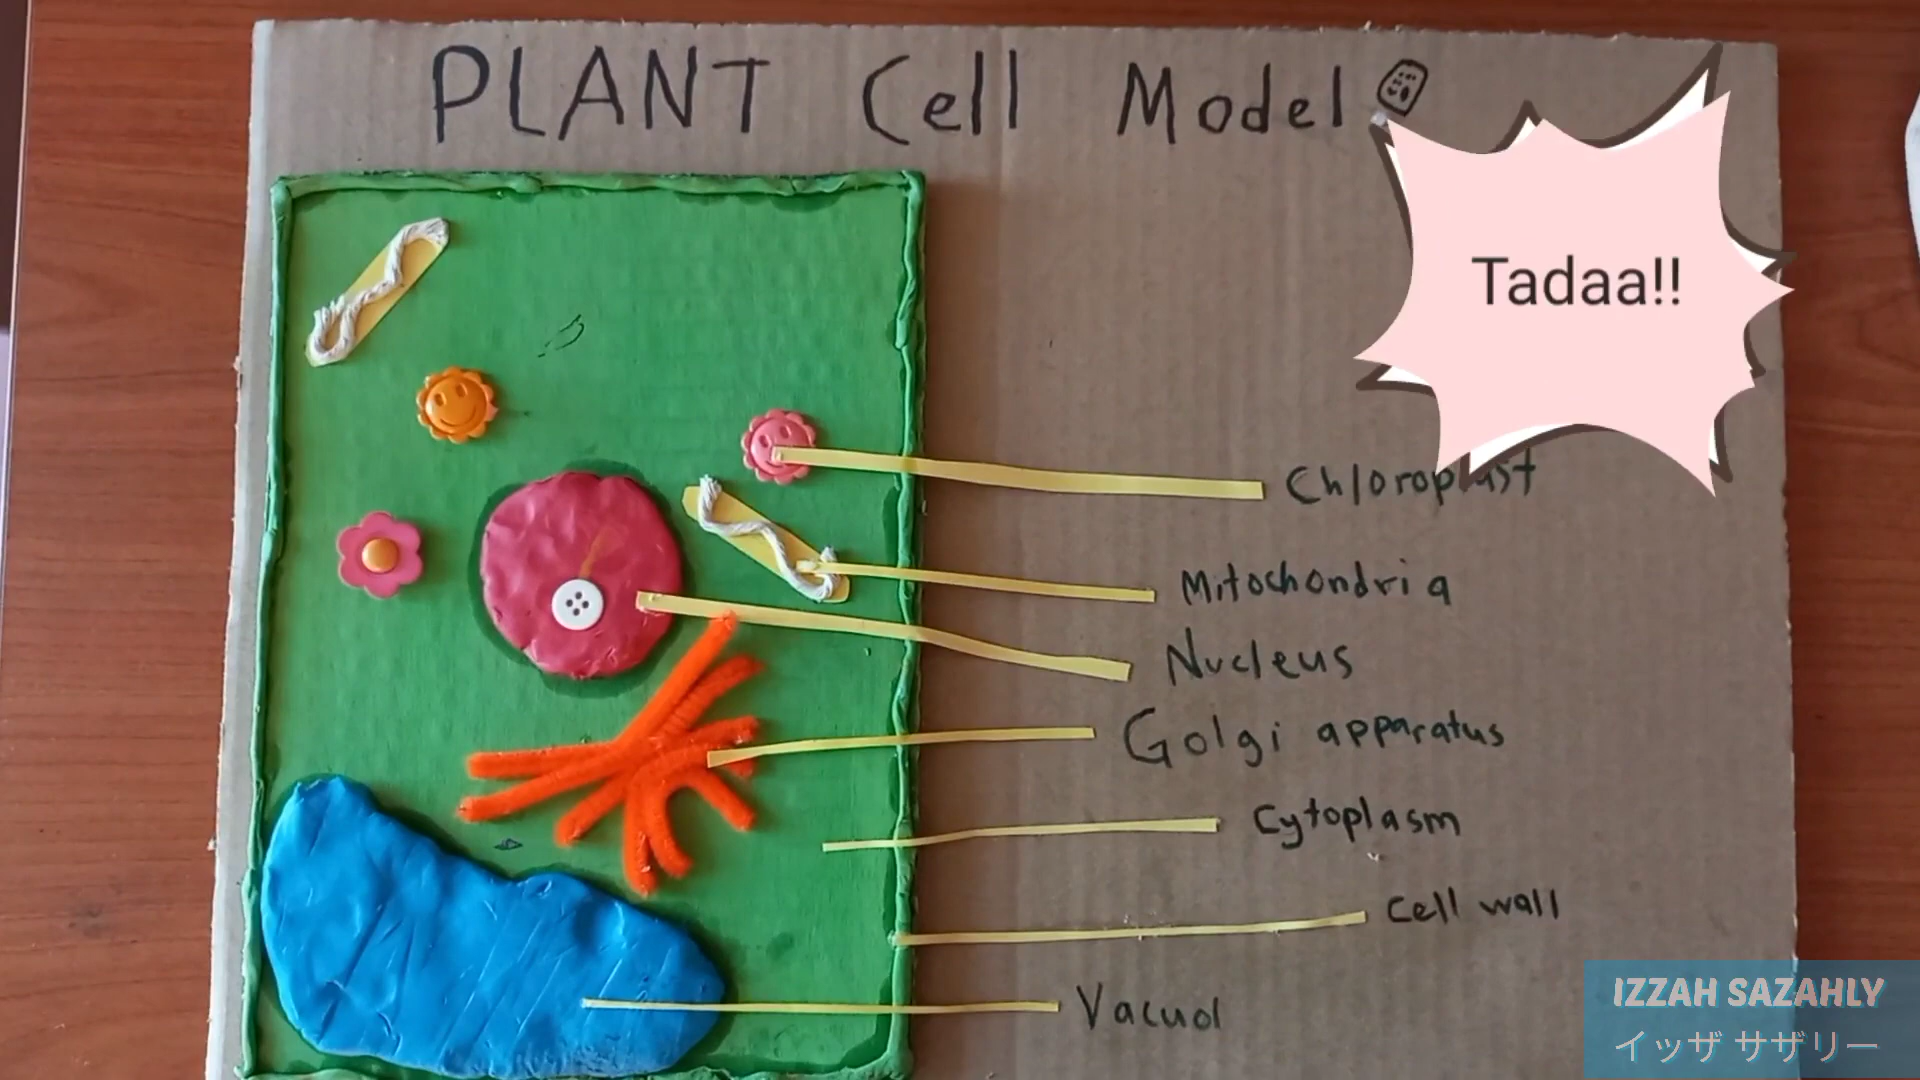 PLANT Cell Model
Tadaa!!
Chloroplast
Mitochondria
Nucleus
Golgi apparatus
Cytoplasm
Cell wall
Vacuol
IZZAH SAZAHLY
イッザ サザリー